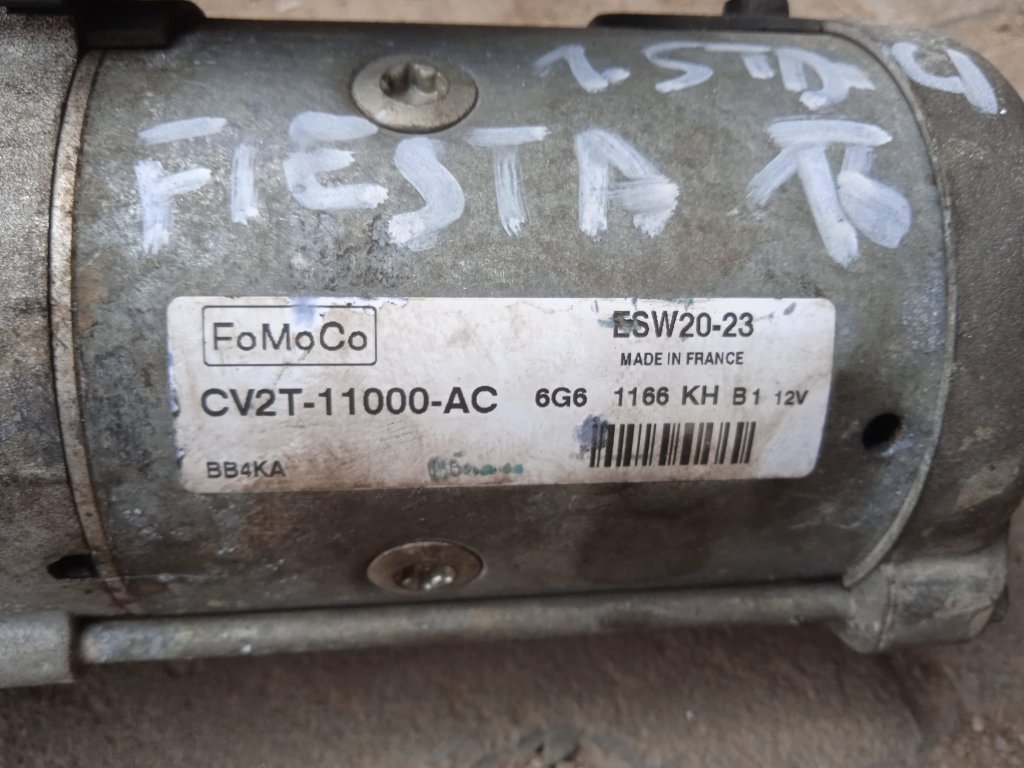 1.5TDCi
FIESTA 16
FoMoCo
ESW20-23
MADE IN FRANCE
CV2T-11000-AC 6G6 1166 KH B1 12V
BB4KA